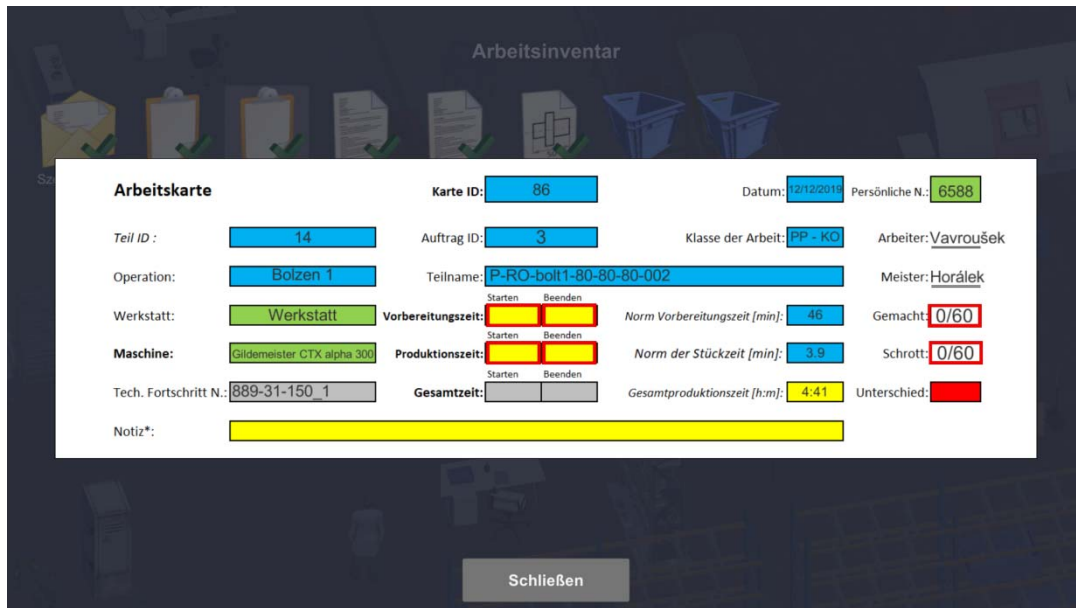 Arbeitsinventar
Arbeitskarte Karte ID: 86 Datum: 12/12/2019 Persönliche N.: 6588
Teil ID : 14 Auftrag ID: 3 Klasse der Arbeit: PP - KO Arbeiter: Vavroušek
Operation: Bolzen 1 Teilname: P-RO-bolt1-80-80-80-002 Meister: Horálek
Starten Beenden
Werkstatt: Werkstatt Vorbereitungszeit: Norm Vorbereitungszeit [min]: 46 Gemacht: 0/60
Starten Beenden
Maschine: Gildemeister CTX alpha 300 Produktionszeit: Norm der Stückzeit [min]: 3.9 Schrott: 0/60
Starten Beenden
Tech. Fortschritt N.: 889-31-150_1 Gesamtzeit: Gesamtproduktionszeit [h:m]: 4:41 Unterschied:
Notiz*:
Schließen